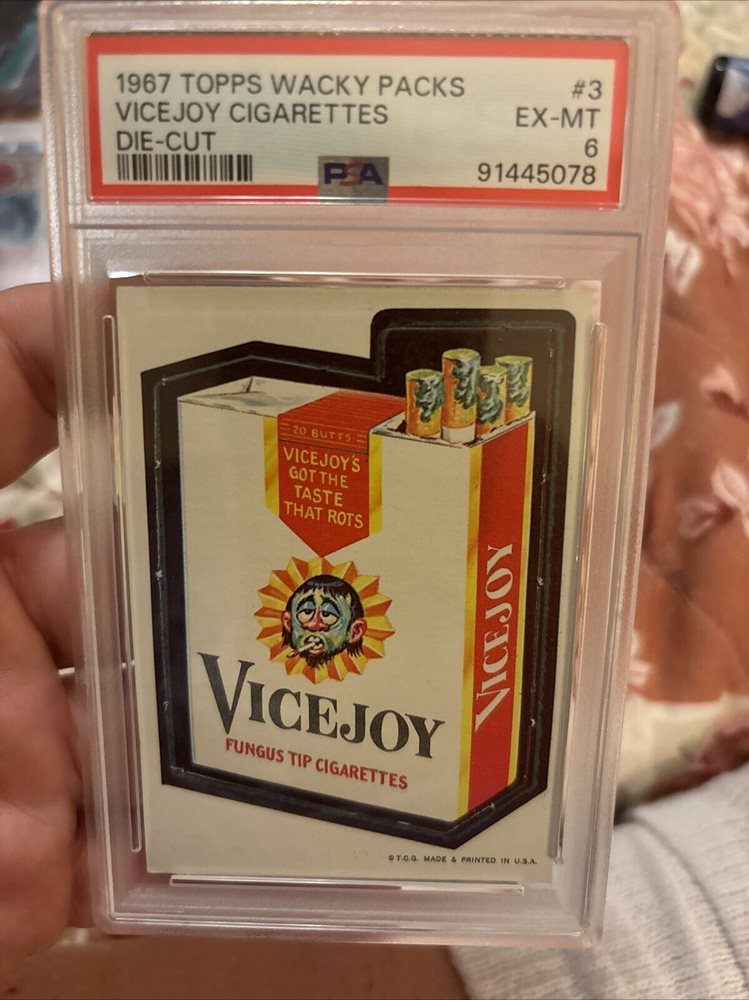 1967 TOPPS WACKY PACKS #3
VICEJOY CIGARETTES EX-MT
DIE-CUT 6
PSA 91445078
20 BUTTS
VICEJOY'S
GOT THE
TASTE
THAT ROTS
VICEJOY
FUNGUS TIP CIGARETTES
VICEJOY
© T.C.G. MADE & PRINTED IN U.S.A.